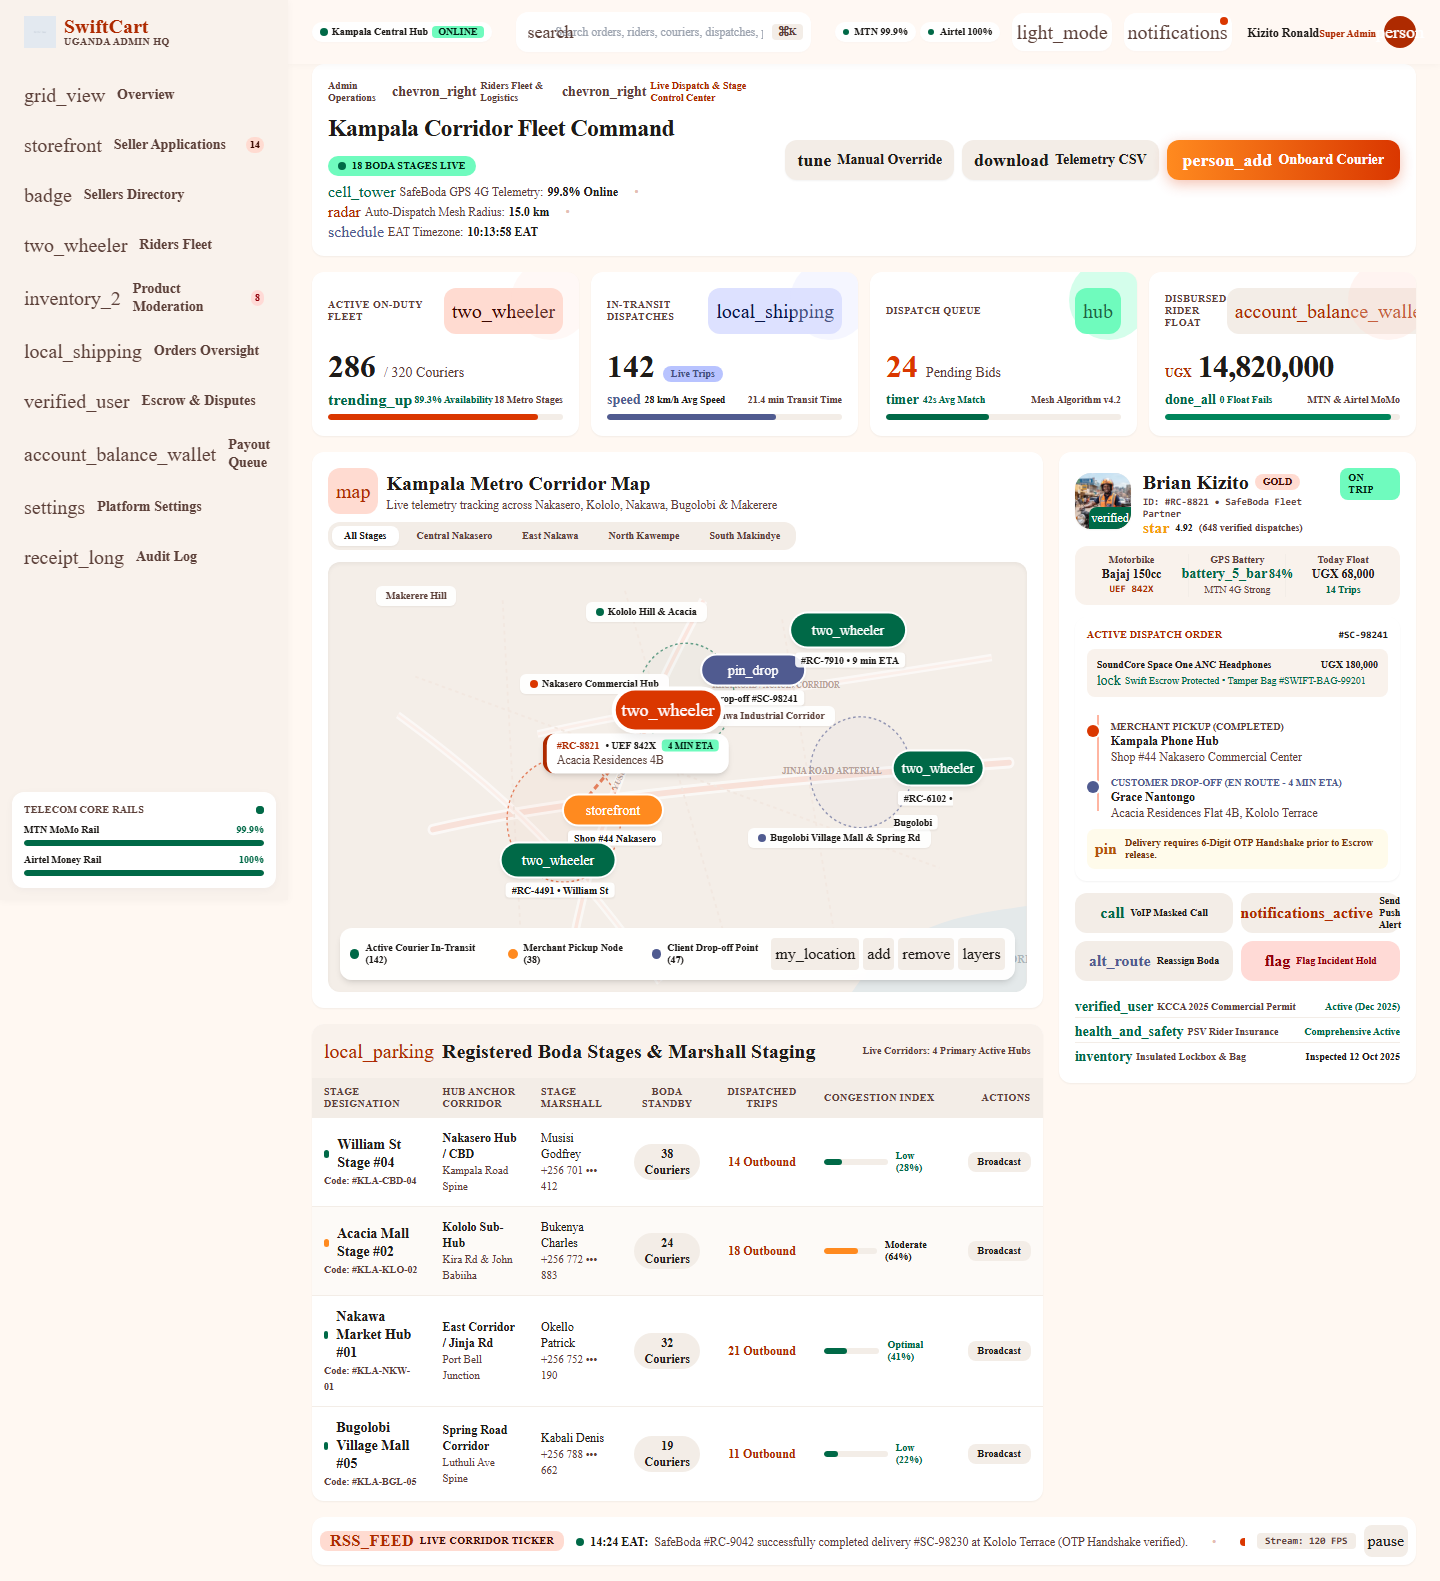 SwiftCart
UGANDA ADMIN HQ
grid_view Overview
storefront Seller Applications 14
badge Sellers Directory
two_wheeler Riders Fleet
inventory_2 Product Moderation 8
local_shipping Orders Oversight
verified_user Escrow & Disputes
account_balance_wallet Payout Queue
settings Platform Settings
receipt_long Audit Log
TELECOM CORE RAILS
MTN MoMo Rail 99.9%
Airtel Money Rail 100%
Kampala Central Hub ONLINE
search Search orders, riders, couriers, dispatches, ⌘K
MTN 99.9%
Airtel 100%
light_mode
notifications
Kizito Ronald Super Admin
Admin Operations chevron_right Riders Fleet & Logistics chevron_right Live Dispatch & Stage Control Center
Kampala Corridor Fleet Command
18 BODA STAGES LIVE
cell_tower SafeBoda GPS 4G Telemetry: 99.8% Online •
radar Auto-Dispatch Mesh Radius: 15.0 km •
schedule EAT Timezone: 10:13:58 EAT
tune Manual Override
download Telemetry CSV
person_add Onboard Courier
ACTIVE ON-DUTY FLEET two_wheeler
286 / 320 Couriers
trending_up 89.3% Availability 18 Metro Stages
IN-TRANSIT DISPATCHES local_shipping
142 Live Trips
speed 28 km/h Avg Speed 21.4 min Transit Time
DISPATCH QUEUE hub
24 Pending Bids
timer 42s Avg Match Mesh Algorithm v4.2
DISBURSED RIDER FLOAT account_balance_walle
UGX 14,820,000
done_all 0 Float Fails MTN & Airtel MoMo
map Kampala Metro Corridor Map
Live telemetry tracking across Nakasero, Kololo, Nakawa, Bugolobi & Makerere
All Stages Central Nakasero East Nakawa North Kawempe South Makindye
Makerere Hill
Kololo Hill & Acacia
two_wheeler
#RC-7910 • 9 min ETA
pin_drop
CORRIDOR
Nakasero Commercial Hub
rop-off #SC-98241
two_wheeler
wa Industrial Corridor
#RC-8821 • UEF 842X 4 MIN ETA
Acacia Residences 4B
JINJA ROAD ARTERIAL
two_wheeler
#RC-6102 • Bugolobi
storefront
Shop #44 Nakasero
Bugolobi Village Mall & Spring Rd
two_wheeler
#RC-4491 • William St
Active Courier In-Transit (142)
Merchant Pickup Node (38)
Client Drop-off Point (47)
my_location add remove layers
Brian Kizito GOLD ON TRIP
ID: #RC-8821 • SafeBoda Fleet Partner
verified
star 4.92 (648 verified dispatches)
Motorbike
Bajaj 150cc
UEF 842X
GPS Battery
battery_5_bar 84%
MTN 4G Strong
Today Float
UGX 68,000
14 Trips
ACTIVE DISPATCH ORDER #SC-98241
SoundCore Space One ANC Headphones UGX 180,000
lock Swift Escrow Protected • Tamper Bag #SWIFT-BAG-99201
MERCHANT PICKUP (COMPLETED)
Kampala Phone Hub
Shop #44 Nakasero Commercial Center
CUSTOMER DROP-OFF (EN ROUTE - 4 MIN ETA)
Grace Nantongo
Acacia Residences Flat 4B, Kololo Terrace
pin Delivery requires 6-Digit OTP Handshake prior to Escrow release.
call VoIP Masked Call
notifications_active Send Push Alert
alt_route Reassign Boda
flag Flag Incident Hold
verified_user KCCA 2025 Commercial Permit Active (Dec 2025)
health_and_safety PSV Rider Insurance Comprehensive Active
inventory Insulated Lockbox & Bag Inspected 12 Oct 2025
local_parking Registered Boda Stages & Marshall Staging Live Corridors: 4 Primary Active Hubs
STAGE DESIGNATION HUB ANCHOR CORRIDOR STAGE MARSHALL BODA STANDBY DISPATCHED TRIPS CONGESTION INDEX ACTIONS
William St Stage #04 Code: #KLA-CBD-04 Nakasero Hub / CBD Kampala Road Spine Musisi Godfrey +256 701 ••• 412 38 Couriers 14 Outbound Low (28%) Broadcast
Acacia Mall Stage #02 Code: #KLA-KLO-02 Kololo Sub-Hub Kira Rd & John Babiiha Bukenya Charles +256 772 ••• 883 24 Couriers 18 Outbound Moderate (64%) Broadcast
Nakawa Market Hub #01 Code: #KLA-NKW-01 East Corridor / Jinja Rd Port Bell Junction Okello Patrick +256 752 ••• 190 32 Couriers 21 Outbound Optimal (41%) Broadcast
Bugolobi Village Mall #05 Code: #KLA-BGL-05 Spring Road Corridor Luthuli Ave Spine Kabali Denis +256 788 ••• 662 19 Couriers 11 Outbound Low (22%) Broadcast
RSS_FEED LIVE CORRIDOR TICKER 14:24 EAT: SafeBoda #RC-9042 successfully completed delivery #SC-98230 at Kololo Terrace (OTP Handshake verified). • Stream: 120 FPS pause